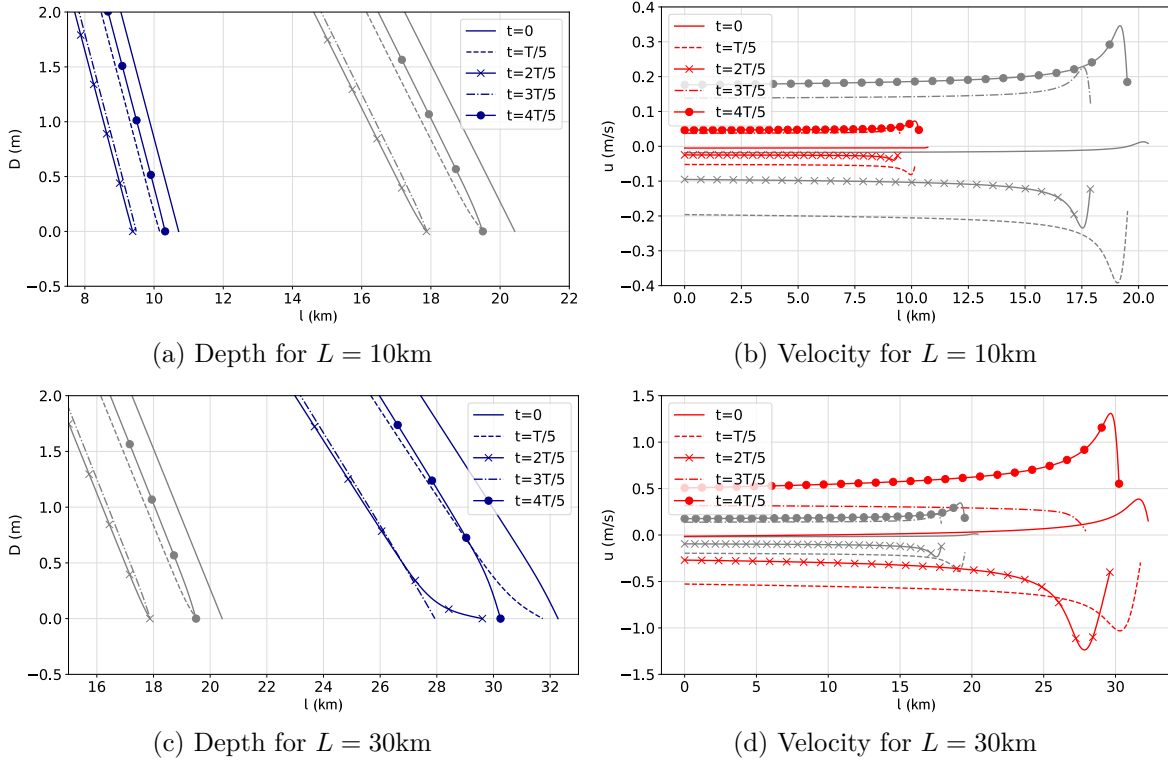 2.0
1.5
1.0
0.5
0.0
−0.5
D (m)
8 10 12 14 16 18 20 22
l (km)
t=0
t=T/5
t=2T/5
t=3T/5
t=4T/5
(a) Depth for L = 10km
0.4
0.3
0.2
0.1
0.0
−0.1
−0.2
−0.3
−0.4
u (m/s)
0.0 2.5 5.0 7.5 10.0 12.5 15.0 17.5 20.0
l (km)
t=0
t=T/5
t=2T/5
t=3T/5
t=4T/5
(b) Velocity for L = 10km
2.0
1.5
1.0
0.5
0.0
−0.5
D (m)
16 18 20 22 24 26 28 30 32
l (km)
t=0
t=T/5
t=2T/5
t=3T/5
t=4T/5
(c) Depth for L = 30km
1.5
1.0
0.5
0.0
−0.5
−1.0
−1.5
u (m/s)
0 5 10 15 20 25 30
l (km)
t=0
t=T/5
t=2T/5
t=3T/5
t=4T/5
(d) Velocity for L = 30km